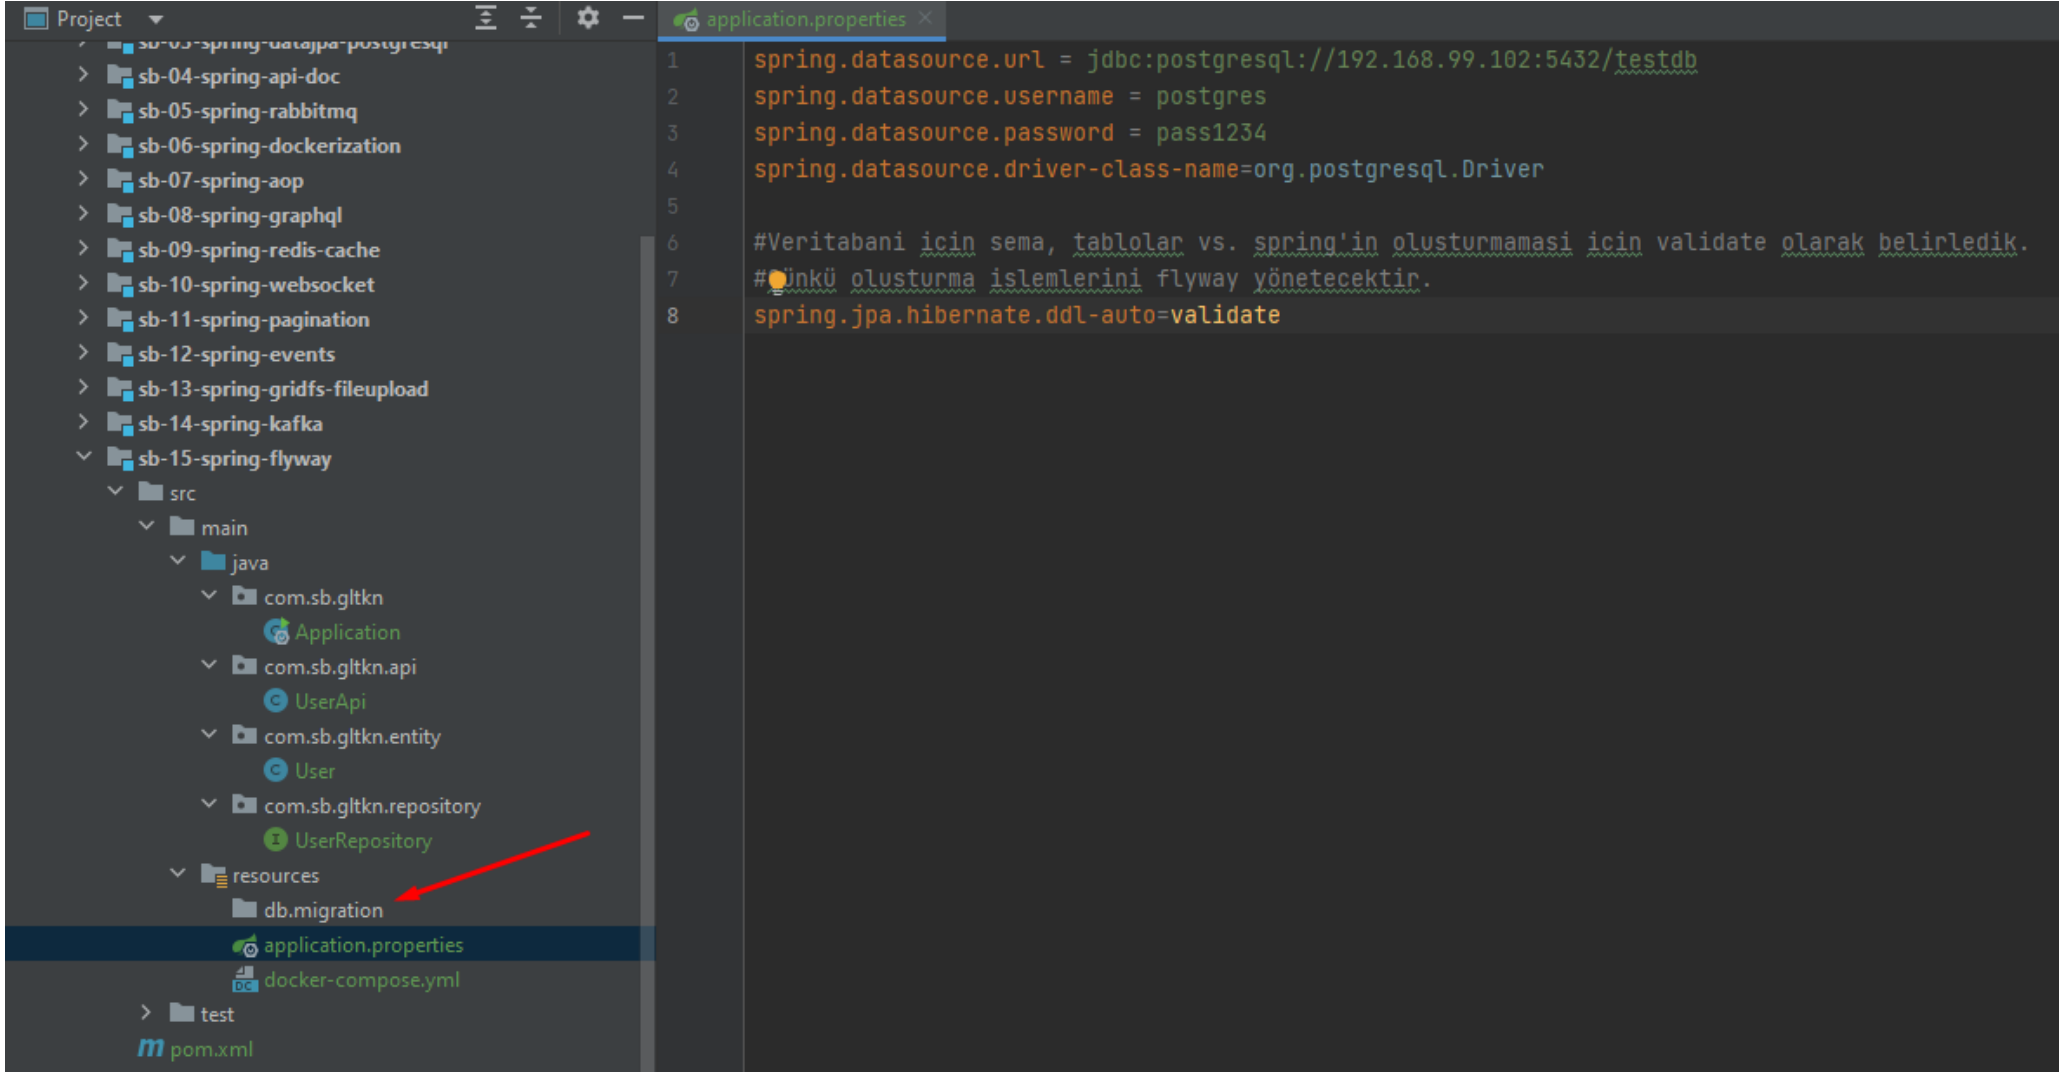 Project
application.properties
sb-03-spring-datajpa-postgresql
sb-04-spring-api-doc
sb-05-spring-rabbitmq
sb-06-spring-dockerization
sb-07-spring-aop
sb-08-spring-graphql
sb-09-spring-redis-cache
sb-10-spring-websocket
sb-11-spring-pagination
sb-12-spring-events
sb-13-spring-gridfs-fileupload
sb-14-spring-kafka
sb-15-spring-flyway
src
main
java
com.sb.gltkn
Application
com.sb.gltkn.api
UserApi
com.sb.gltkn.entity
User
com.sb.gltkn.repository
UserRepository
resources
db.migration
application.properties
docker-compose.yml
test
pom.xml
1 spring.datasource.url = jdbc:postgresql://192.168.99.102:5432/testdb
2 spring.datasource.username = postgres
3 spring.datasource.password = pass1234
4 spring.datasource.driver-class-name=org.postgresql.Driver
5
6 #Veritabani icin sema, tablolar vs. spring'in olusturmamasi icin validate olarak belirledik.
7 olusturma islemlerini flyway yönetecektir.
8 spring.jpa.hibernate.ddl-auto=validate